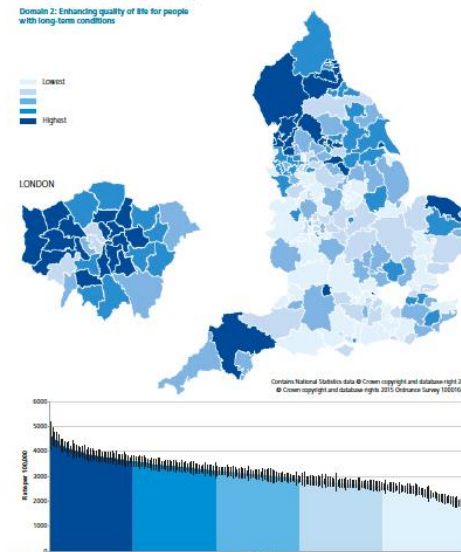 Domain 2: Enhancing quality of life for people
with long-term conditions
Lowest
Highest
LONDON
Contains National Statistics data © Crown copyright and database right 2
© Crown copyright and database rights 2015 Ordnance Survey 100016
6000
5000
4000
3000
2000
1000
0
Rate per 100,000